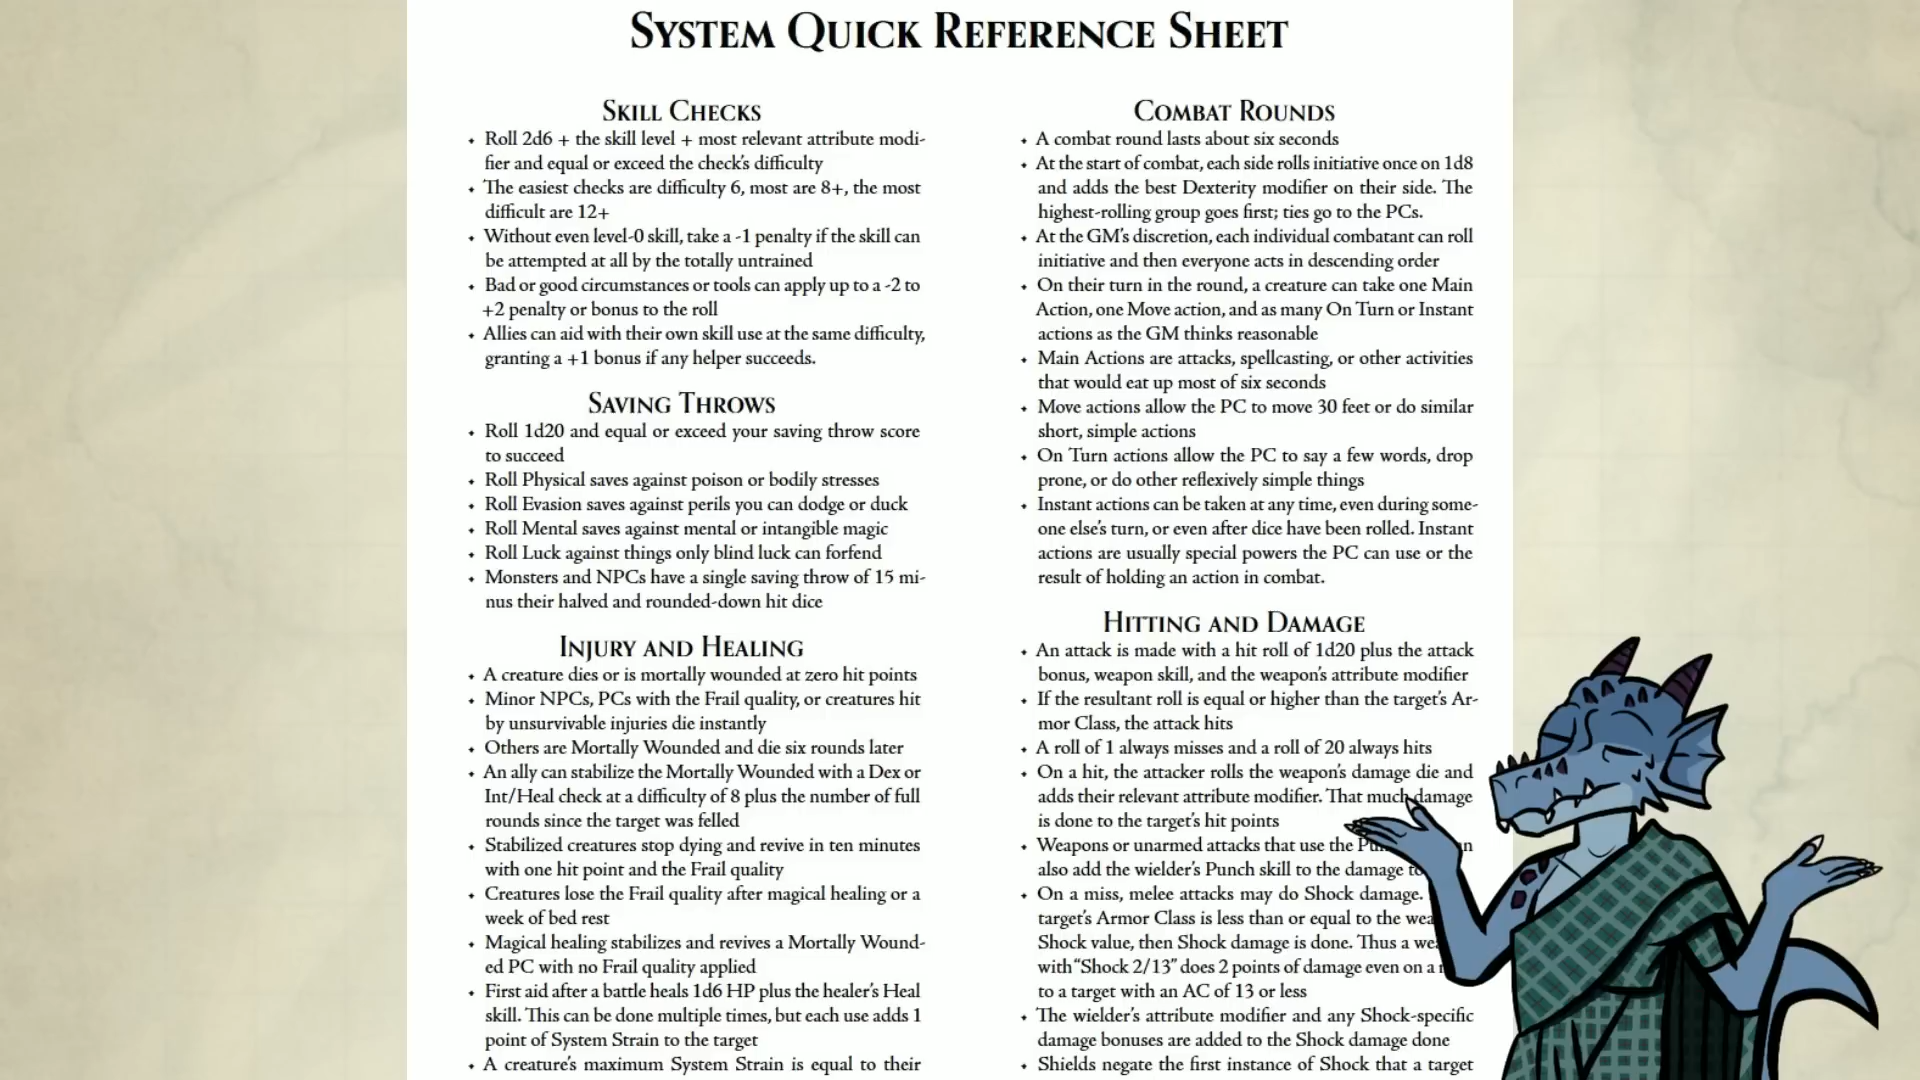 System Quick Reference Sheet
Skill Checks
Roll 2d6 + the skill level + most relevant attribute modi-
fier and equal or exceed the check's difficulty
The easiest checks are difficulty 6, most are 8+, the most
difficult are 12+
Without even level-0 skill, take a -1 penalty if the skill can
be attempted at all by the totally untrained
Bad or good circumstances or tools can apply up to a -2 to
+2 penalty or bonus to the roll
Allies can aid with their own skill use at the same difficulty,
granting a +1 bonus if any helper succeeds.
Saving Throws
Roll 1d20 and equal or exceed your saving throw score
to succeed
Roll Physical saves against poison or bodily stresses
Roll Evasion saves against perils you can dodge or duck
Roll Mental saves against mental or intangible magic
Roll Luck against things only blind luck can forfend
Monsters and NPCs have a single saving throw of 15 mi-
nus their halved and rounded-down hit dice
Injury and Healing
A creature dies or is mortally wounded at zero hit points
Minor NPCs, PCs with the Frail quality, or creatures hit
by unsurvivable injuries die instantly
Others are Mortally Wounded and die six rounds later
An ally can stabilize the Mortally Wounded with a Dex or
Int/Heal check at a difficulty of 8 plus the number of full
rounds since the target was felled
Stabilized creatures stop dying and revive in ten minutes
with one hit point and the Frail quality
Creatures lose the Frail quality after magical healing or a
week of bed rest
Magical healing stabilizes and revives a Mortally Wound-
ed PC with no Frail quality applied
First aid after a battle heals 1d6 HP plus the healer's Heal
skill. This can be done multiple times, but each use adds 1
point of System Strain to the target
A creature's maximum System Strain is equal to their
Combat Rounds
A combat round lasts about six seconds
At the start of combat, each side rolls initiative once on 1d8
and adds the best Dexterity modifier on their side. The
highest-rolling group goes first; ties go to the PCs.
At the GM's discretion, each individual combatant can roll
initiative and then everyone acts in descending order
On their turn in the round, a creature can take one Main
Action, one Move action, and as many On Turn or Instant
actions as the GM thinks reasonable
Main Actions are attacks, spellcasting, or other activities
that would eat up most of six seconds
Move actions allow the PC to move 30 feet or do similar
short, simple actions
On Turn actions allow the PC to say a few words, drop
prone, or do other reflexively simple things
Instant actions can be taken at any time, even during some-
one else's turn, or even after dice have been rolled. Instant
actions are usually special powers the PC can use or the
result of holding an action in combat.
Hitting and Damage
An attack is made with a hit roll of 1d20 plus the attack
bonus, weapon skill, and the weapon's attribute modifier
If the resultant roll is equal or higher than the target's Ar-
mor Class, the attack hits
A roll of 1 always misses and a roll of 20 always hits
On a hit, the attacker rolls the weapon's damage die and
adds their relevant attribute modifier. That much damage
is done to the target's hit points
Weapons or unarmed attacks that use the
also add the wielder's Punch skill to the damage
On a miss, melee attacks may do Shock damage.
target's Armor Class is less than or equal to the
Shock value, then Shock damage is done. Thus a
with "Shock 2/13" does 2 points of damage even on a
to a target with an AC of 13 or less
The wielder's attribute modifier and any Shock-specific
damage bonuses are added to the Shock damage done
Shields negate the first instance of Shock that a target